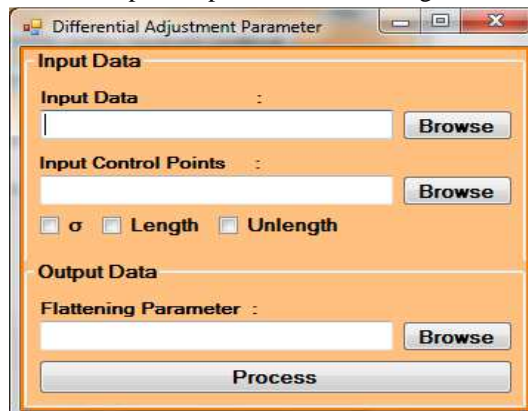 Differential Adjustment Parameter
Input Data
Input Data :
Browse
Input Control Points :
Browse
σ Length Unlength
Output Data
Flattening Parameter :
Browse
Process